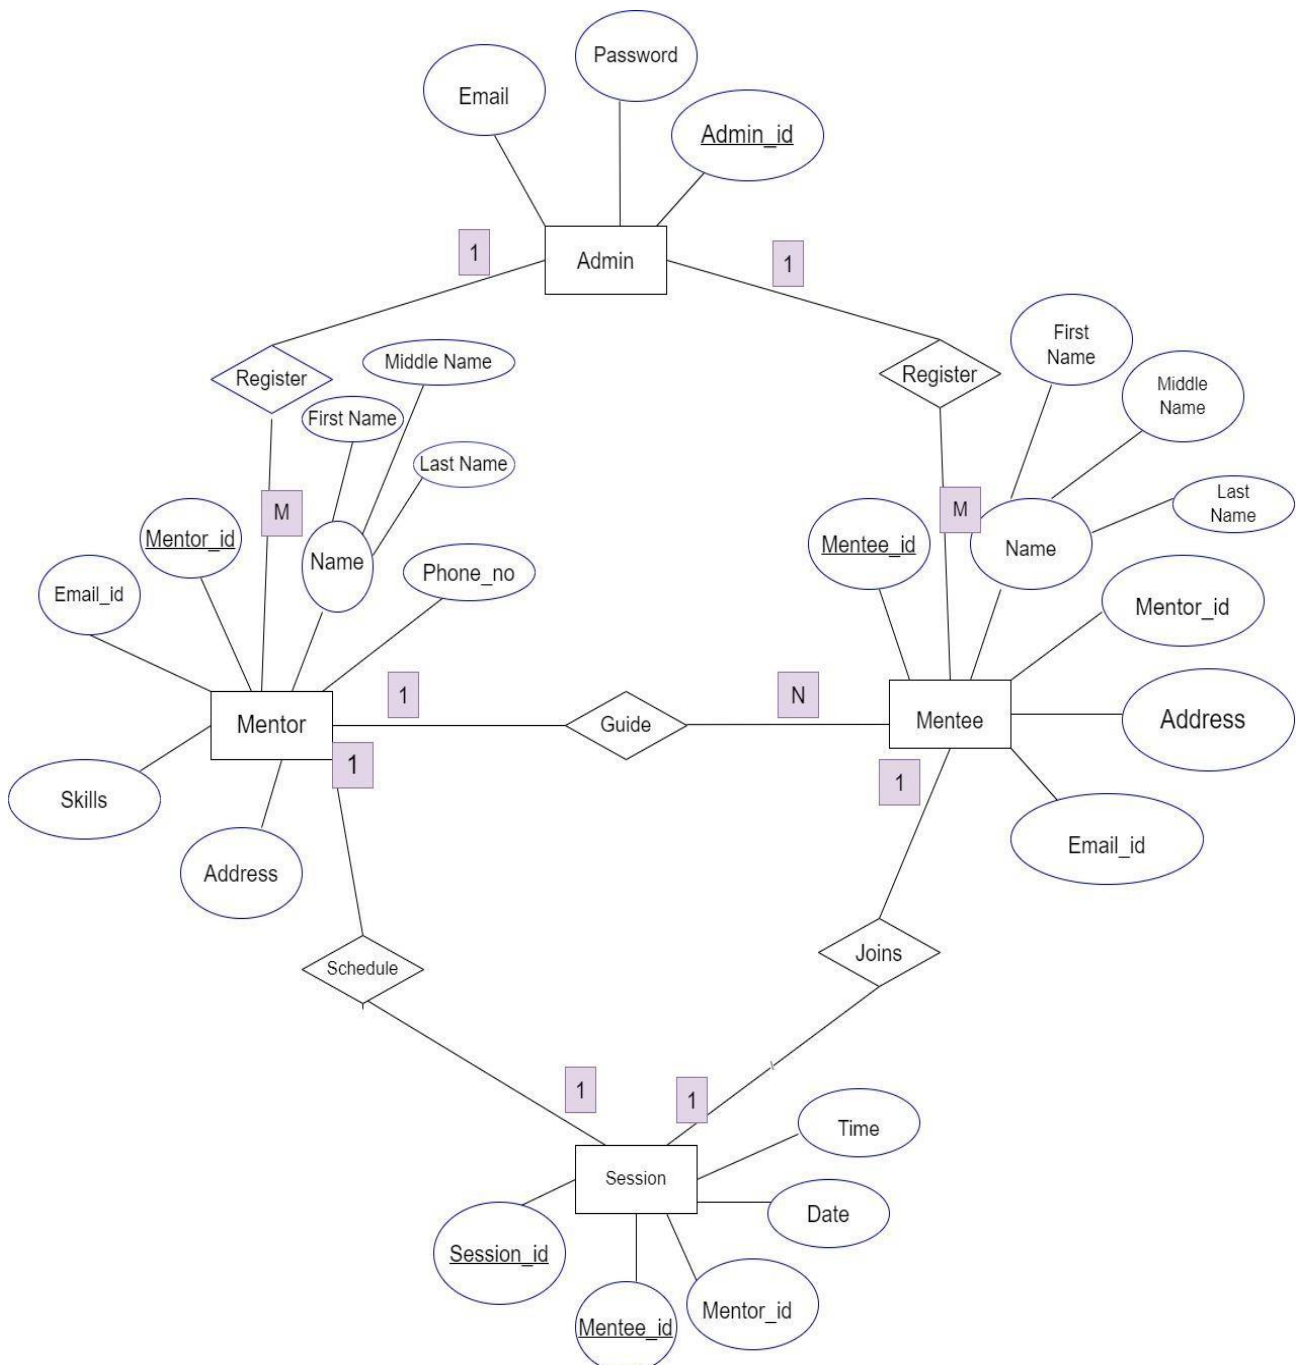 Password
Email
Admin_id
1
Admin
1
First
Name
Middle Name
Register
Register
Middle
Name
First Name
Last Name
Last
Name
M
M
Mentor_id
Name
Mentee_id
Name
Phone_no
Email_id
Mentor_id
1
N
Mentor
Guide
Mentee
Address
1
1
Skills
Email_id
Address
Schedule
Joins
1
1
Time
Session
Date
Session_id
Mentor_id
Mentee_id